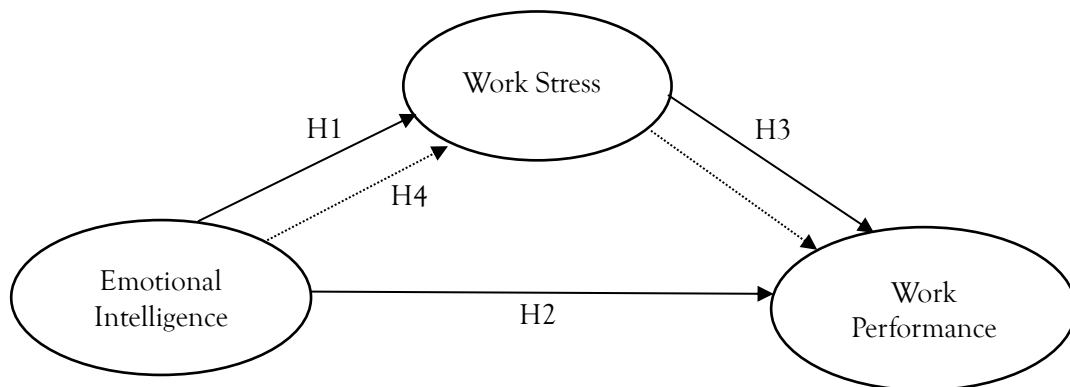 Work Stress
H1
H3
H4
Emotional
Intelligence
H2
Work
Performance